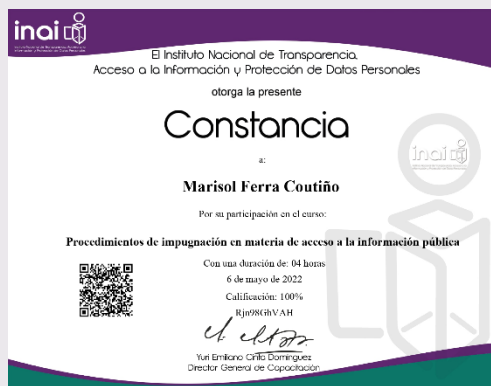 inai
El Instituto Nacional de Transparencia,
Acceso a la Información y Protección de Datos Personales
otorga la presente
Constancia
a:
inai
Marisol Ferra Coutiño
Por su participación en el curso:
Procedimientos de impugnación en materia de acceso a la información pública
Con una duración de: 04 horas
6 de mayo de 2022
Calificación: 100%
Rjn98GhVAH
Yuri Emiliano Cinta Domínguez
Director General de Capacitación